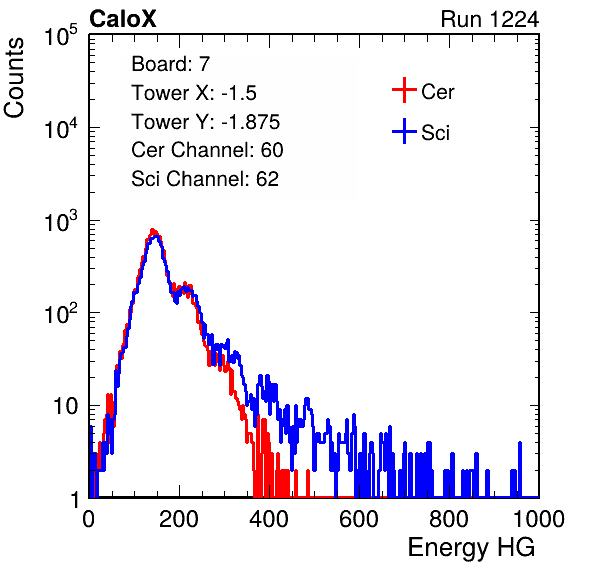 CaloX Run 1224
Counts
10^5
10^4
10^3
10^2
10
1
Board: 7
Tower X: -1.5
Tower Y: -1.875
Cer Channel: 60
Sci Channel: 62
Cer
Sci
0 200 400 600 800 1000
Energy HG